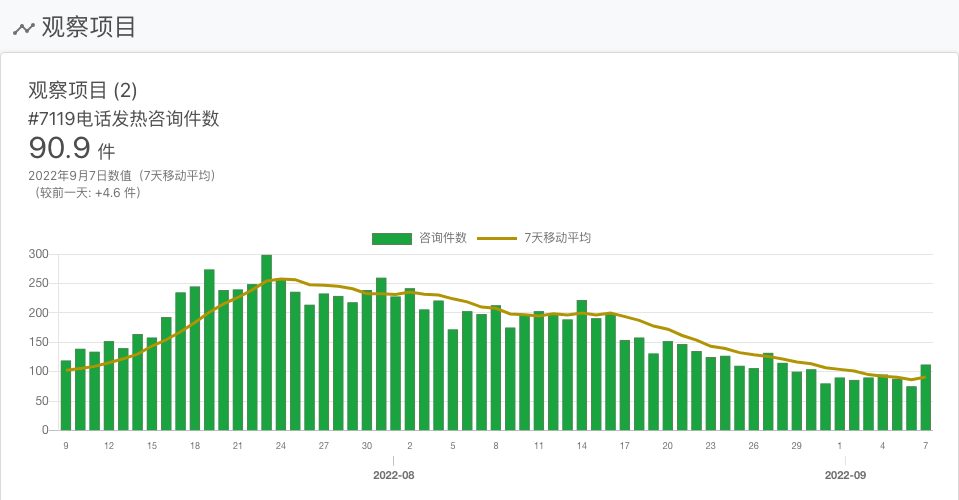 观察项目
观察项目 (2)
#7119电话发热咨询件数
90.9 件
2022年9月7日数值（7天移动平均）
（较前一天: +4.6 件）
咨询件数 7天移动平均
300
250
200
150
100
50
0
9 12 15 18 21 24 27 30 2 5 8 11 14 17 20 23 26 29 1 4 7
2022-08 2022-09